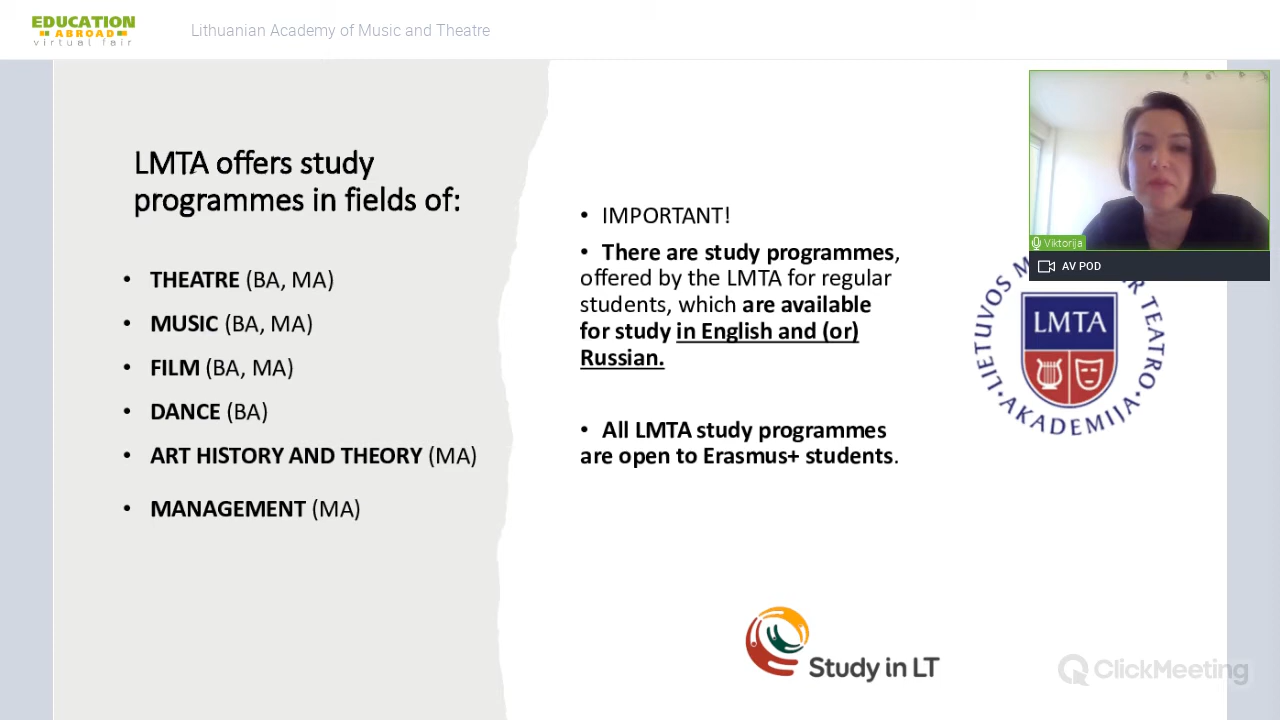 EDUCATION
ABROAD
virtual fair
Lithuanian Academy of Music and Theatre
LMTA offers study
programmes in fields of:
• THEATRE (BA, MA)
• MUSIC (BA, MA)
• FILM (BA, MA)
• DANCE (BA)
• ART HISTORY AND THEORY (MA)
• MANAGEMENT (MA)
• IMPORTANT!
• There are study programmes,
offered by the LMTA for regular
students, which are available
for study in English and (or)
Russian.
• All LMTA study programmes
are open to Erasmus+ students.
Viktorija
AV POD
LIETUVOS M R TEATRO
AKADEMIJA
LMTA
Study in LT
ClickMeeting